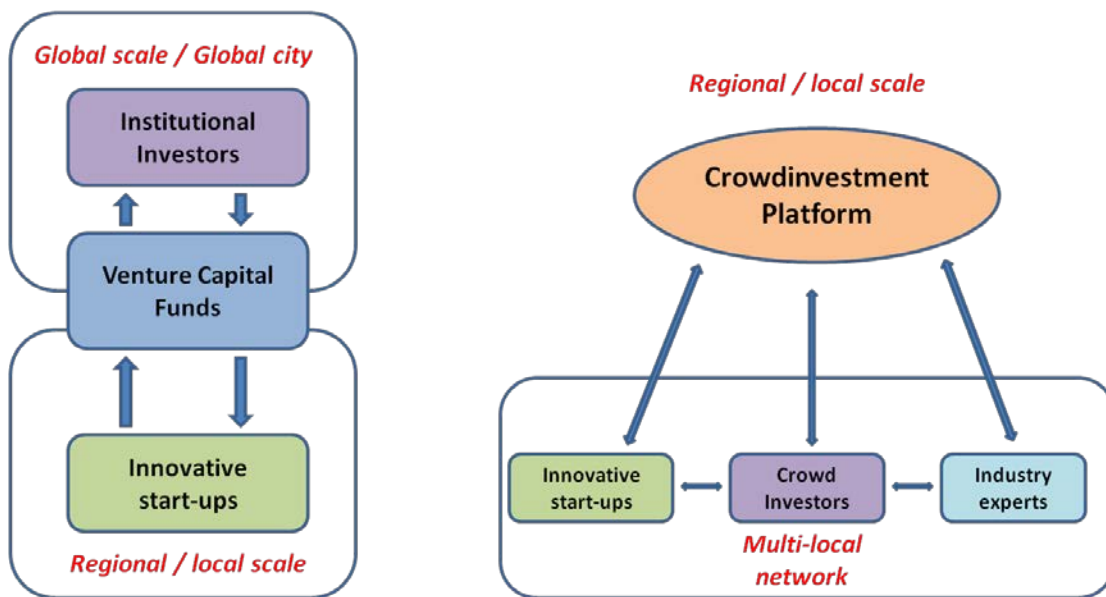 Global scale / Global city
Institutional
Investors
Venture Capital
Funds
Innovative
start-ups
Regional / local scale
Regional / local scale
Crowdinvestment
Platform
Innovative
start-ups
Crowd
Investors
Industry
experts
Multi-local
network